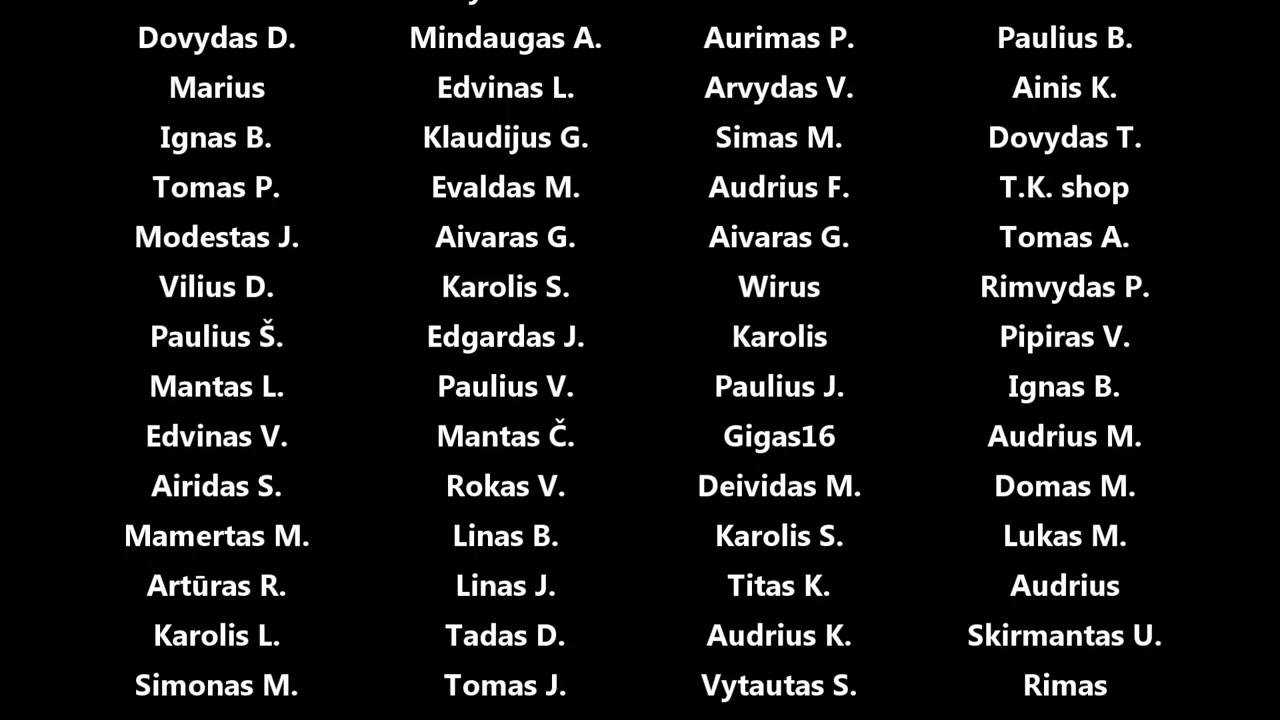 Dovydas D. Mindaugas A. Aurimas P. Paulius B.
Marius Edvinas L. Arvydas V. Ainis K.
Ignas B. Klaudijus G. Simas M. Dovydas T.
Tomas P. Evaldas M. Audrius F. T.K. shop
Modestas J. Aivaras G. Aivaras G. Tomas A.
Vilius D. Karolis S. Wirus Rimvydas P.
Paulius Š. Edgardas J. Karolis Pipiras V.
Mantas L. Paulius V. Paulius J. Ignas B.
Edvinas V. Mantas Č. Gigas16 Audrius M.
Airidas S. Rokas V. Deividas M. Domas M.
Mamertas M. Linas B. Karolis S. Lukas M.
Artūras R. Linas J. Titas K. Audrius
Karolis L. Tadas D. Audrius K. Skirmantas U.
Simonas M. Tomas J. Vytautas S. Rimas